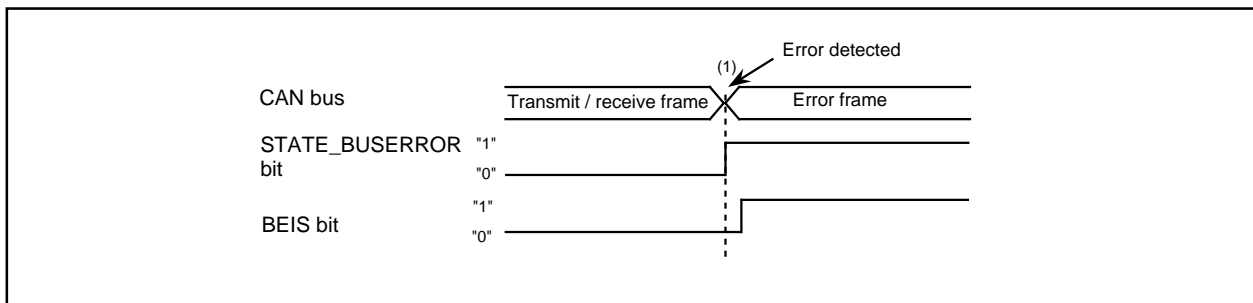 Error detected
(1)
CAN bus
Transmit / receive frame
Error frame
STATE_BUSERROR
bit
"1"
"0"
BEIS bit
"1"
"0"